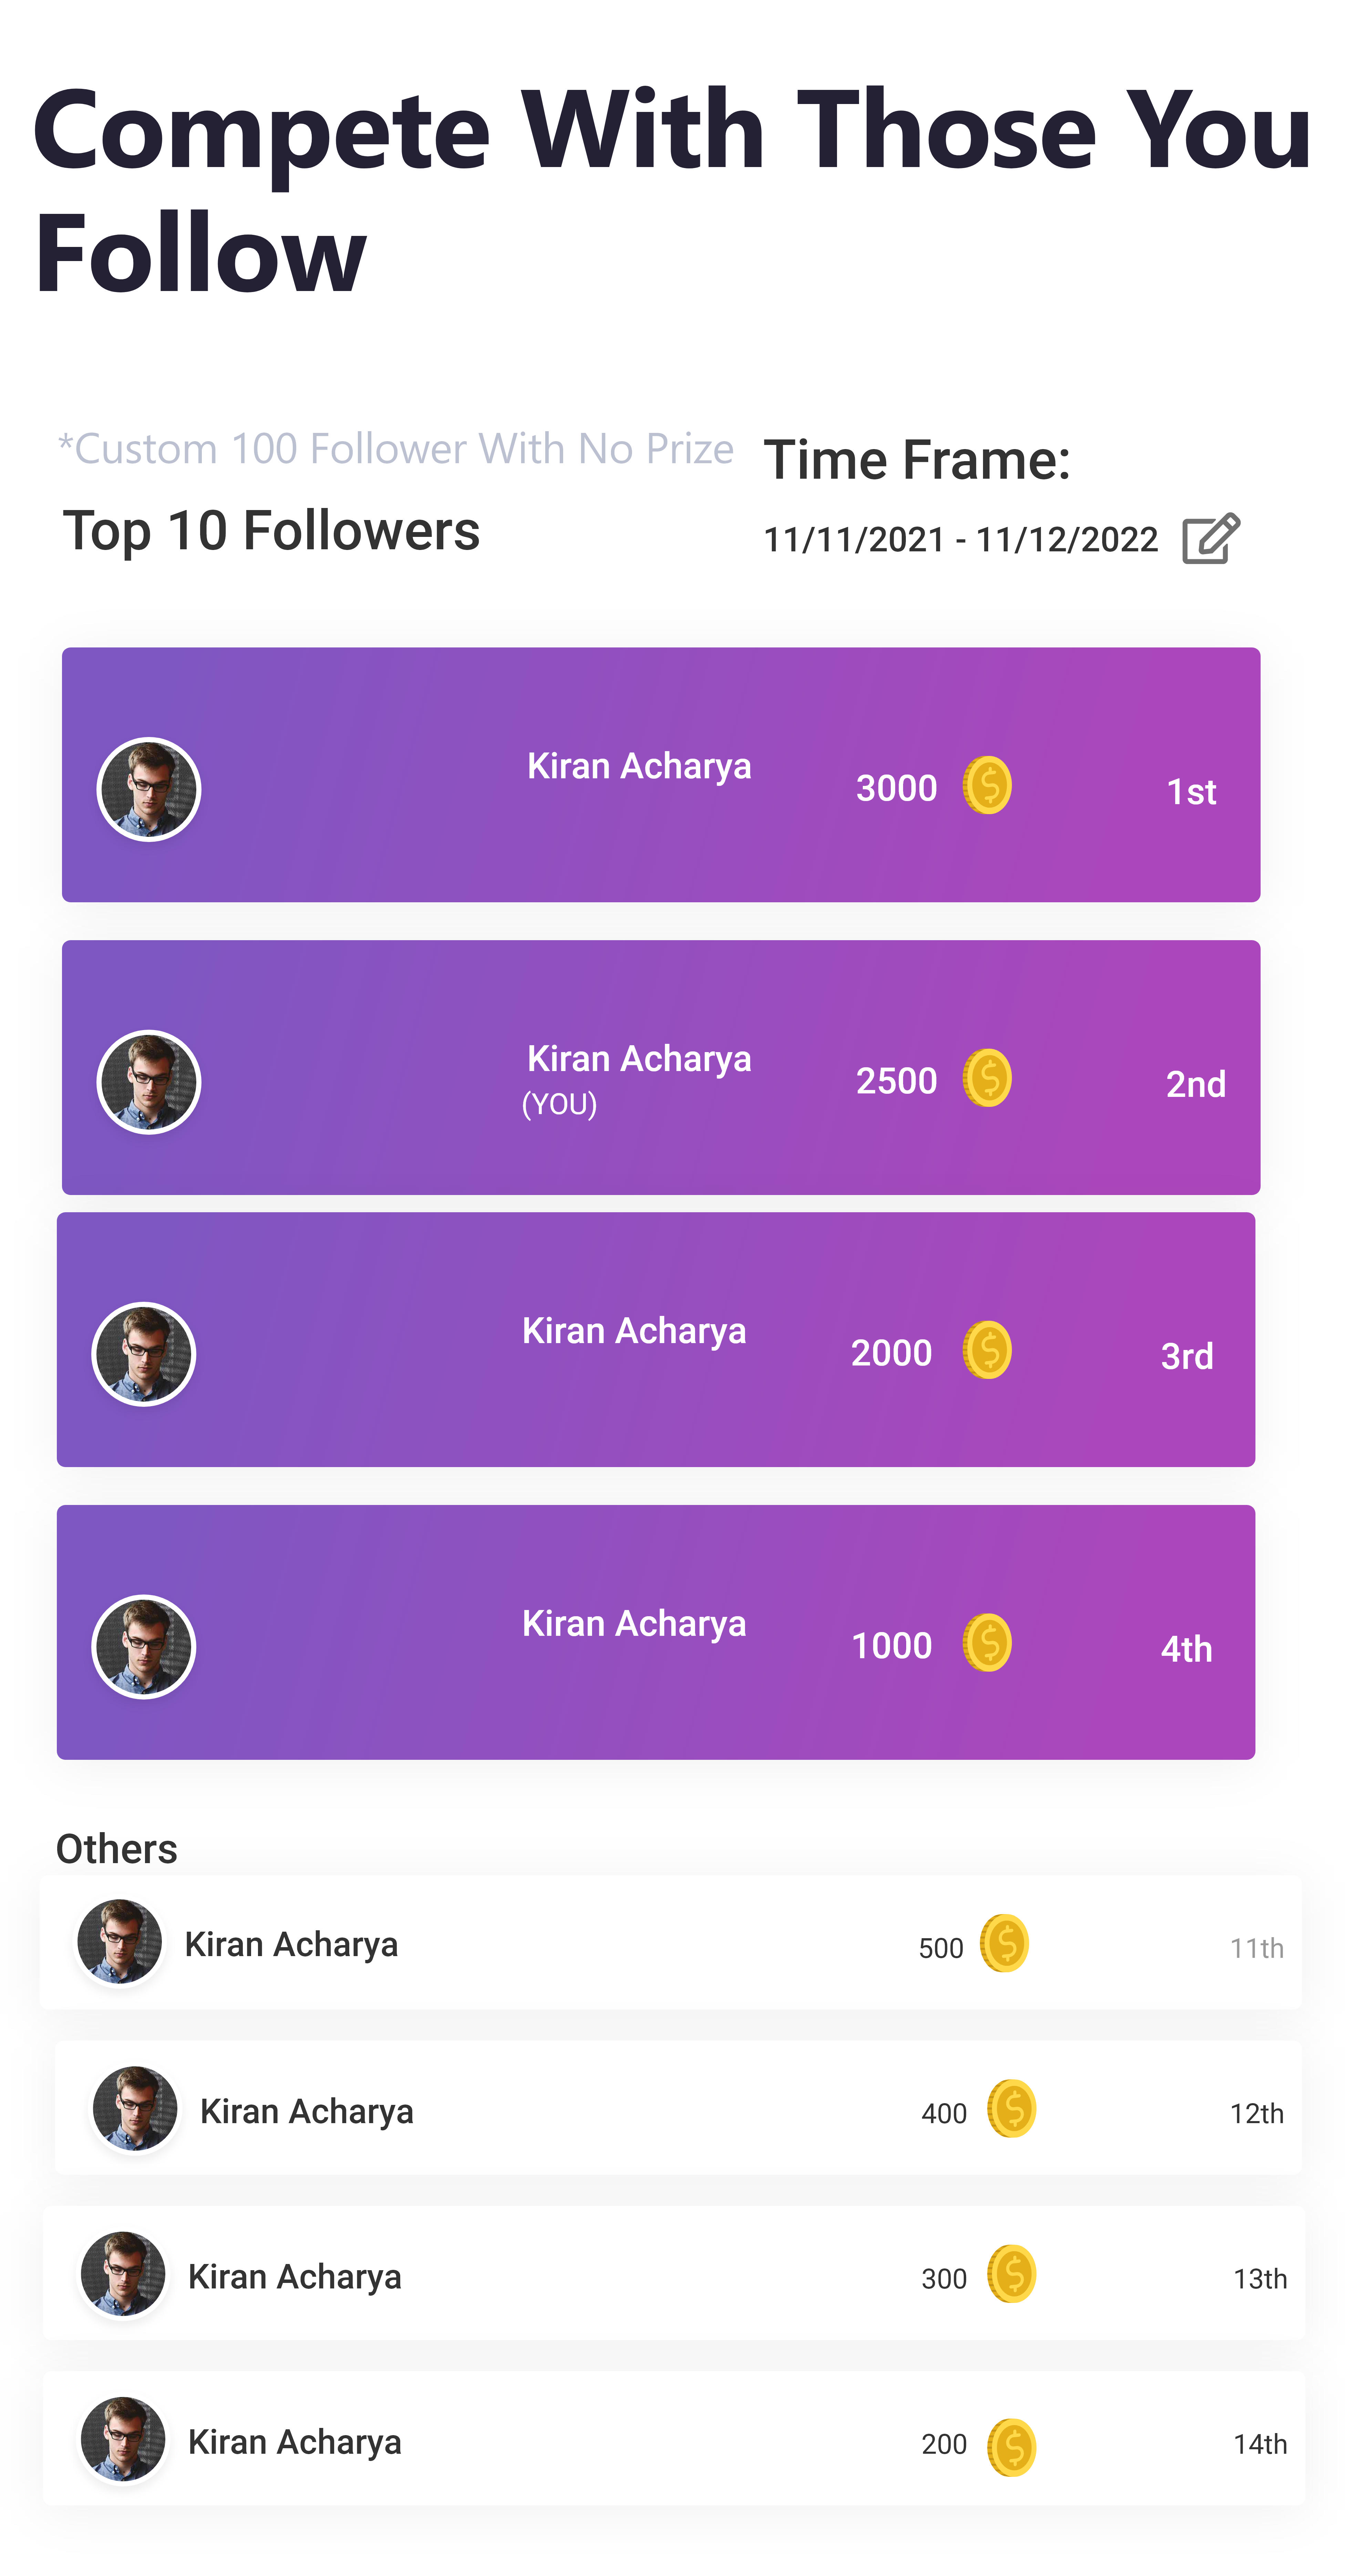 Compete With Those You
Follow
*Custom 100 Follower With No Prize
Time Frame:
Top 10 Followers
11/11/2021 - 11/12/2022
Kiran Acharya
3000
1st
Kiran Acharya
(YOU)
2500
2nd
Kiran Acharya
2000
3rd
Kiran Acharya
1000
4th
Others
Kiran Acharya
500
11th
Kiran Acharya
400
12th
Kiran Acharya
300
13th
Kiran Acharya
200
14th